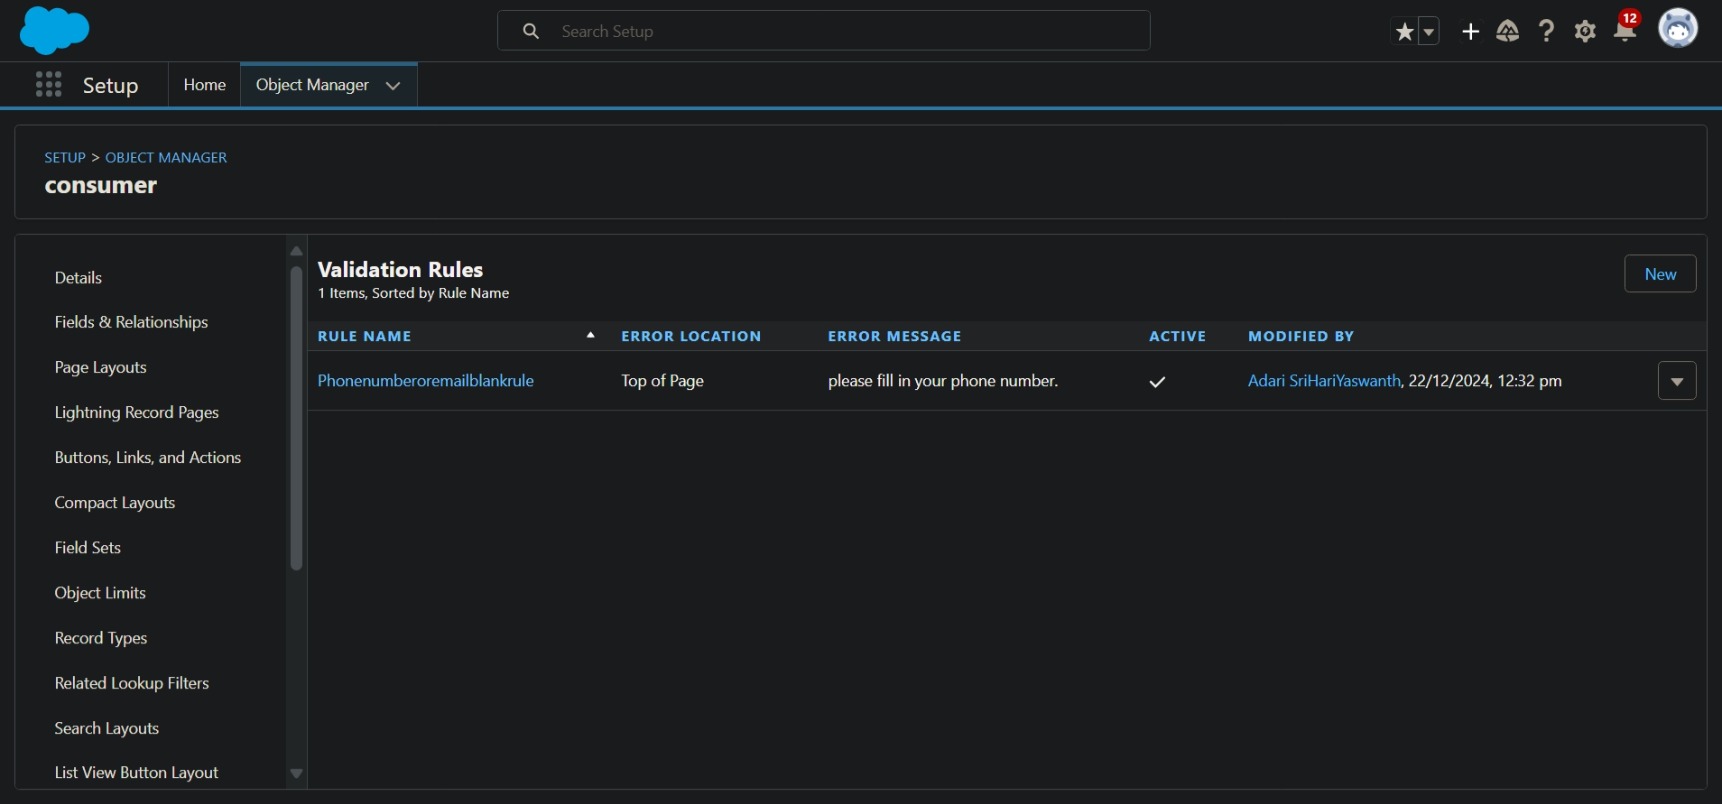 Search Setup
12
Setup
Home
Object Manager
SETUP > OBJECT MANAGER
consumer
Details
Fields & Relationships
Page Layouts
Lightning Record Pages
Buttons, Links, and Actions
Compact Layouts
Field Sets
Object Limits
Record Types
Related Lookup Filters
Search Layouts
List View Button Layout
Validation Rules
1 Items, Sorted by Rule Name
New
RULE NAME ERROR LOCATION ERROR MESSAGE ACTIVE MODIFIED BY
Phonenumberoremailblankrule Top of Page please fill in your phone number. Adari SriHariYaswanth, 22/12/2024, 12:32 pm